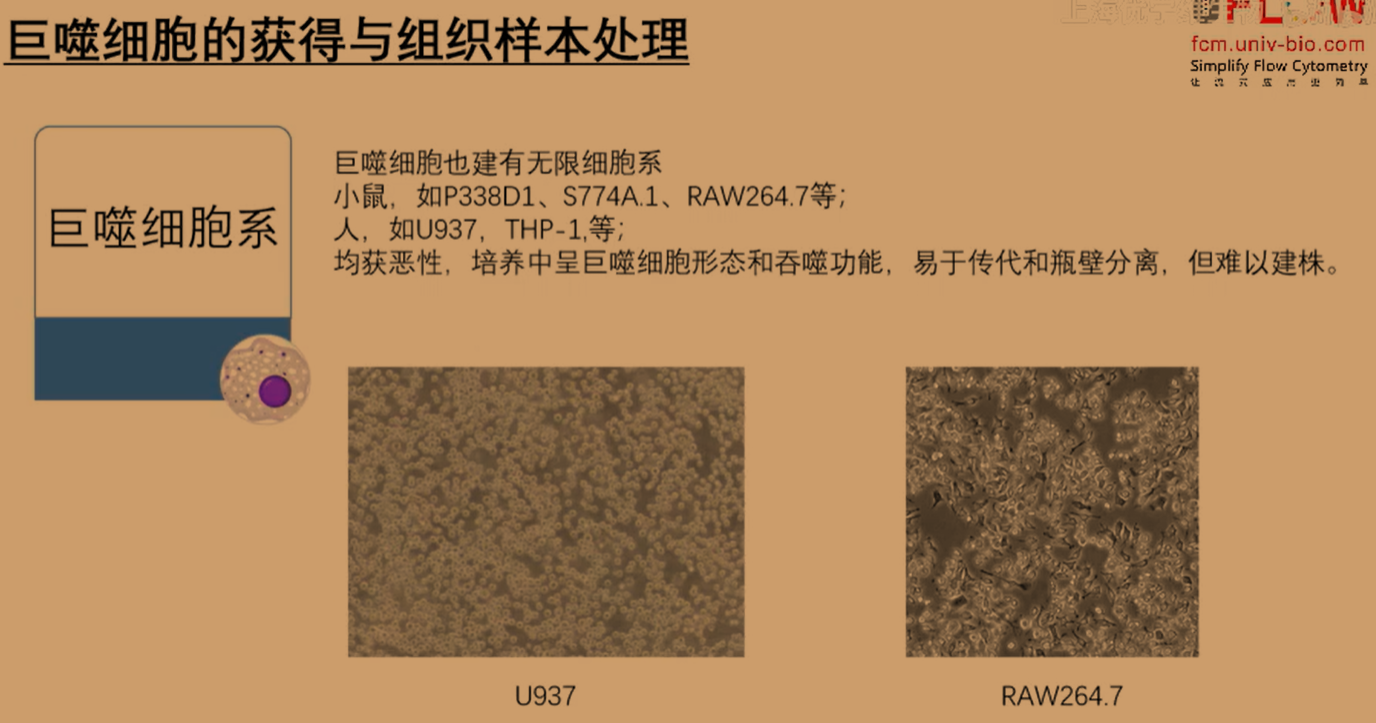 巨噬细胞的获得与组织样本处理
fcm.univ-bio.com
Simplify Flow Cytometry
巨噬细胞系
巨噬细胞也建有无限细胞系
小鼠，如P338D1、S774A.1、RAW264.7等；
人，如U937，THP-1,等；
均获恶性，培养中呈巨噬细胞形态和吞噬功能，易于传代和瓶壁分离，但难以建株。
U937
RAW264.7